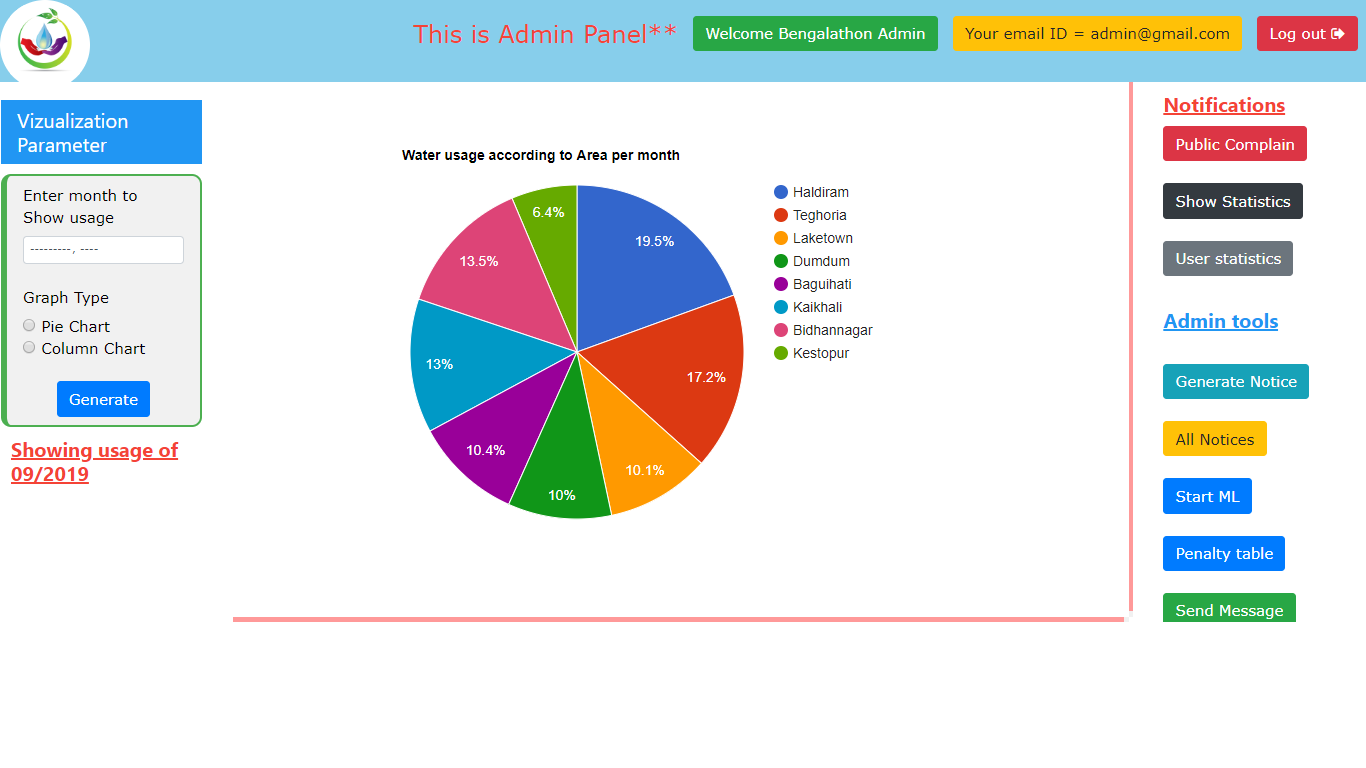 This is Admin Panel**
Welcome Bengalathon Admin
Your email ID = admin@gmail.com
Log out
Vizualization
Parameter
Enter month to
Show usage
---------, ----
Graph Type
Pie Chart
Column Chart
Generate
Showing usage of
09/2019
Water usage according to Area per month
19.5%
17.2%
10.1%
10%
10.4%
13%
13.5%
6.4%
Haldiram
Teghoria
Laketown
Dumdum
Baguihati
Kaikhali
Bidhannagar
Kestopur
Notifications
Public Complain
Show Statistics
User statistics
Admin tools
Generate Notice
All Notices
Start ML
Penalty table
Send Message